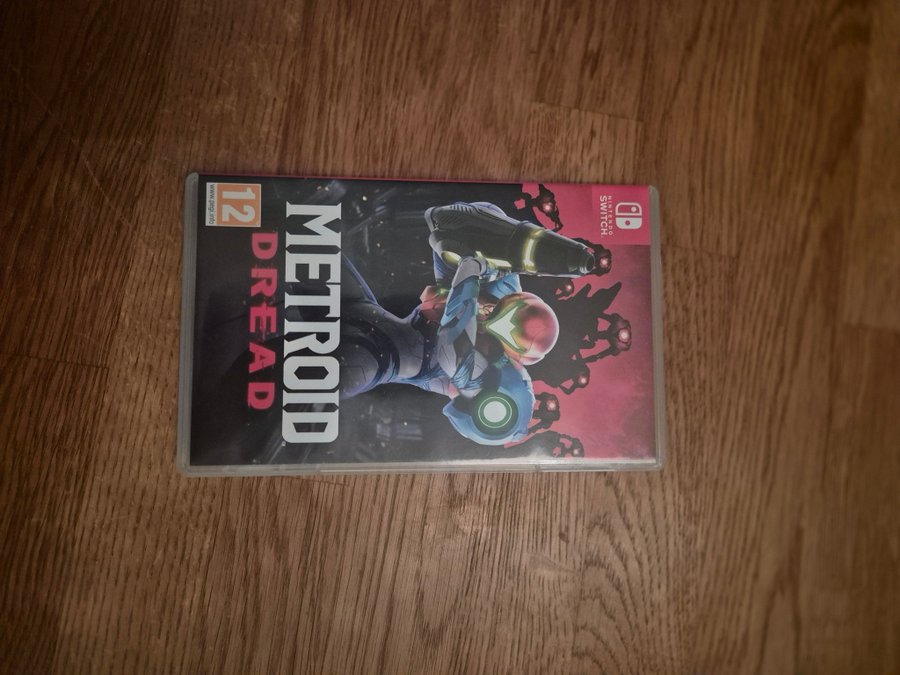 NINTENDO
SWITCH
METROID
DREAD
12
www.pegi.info